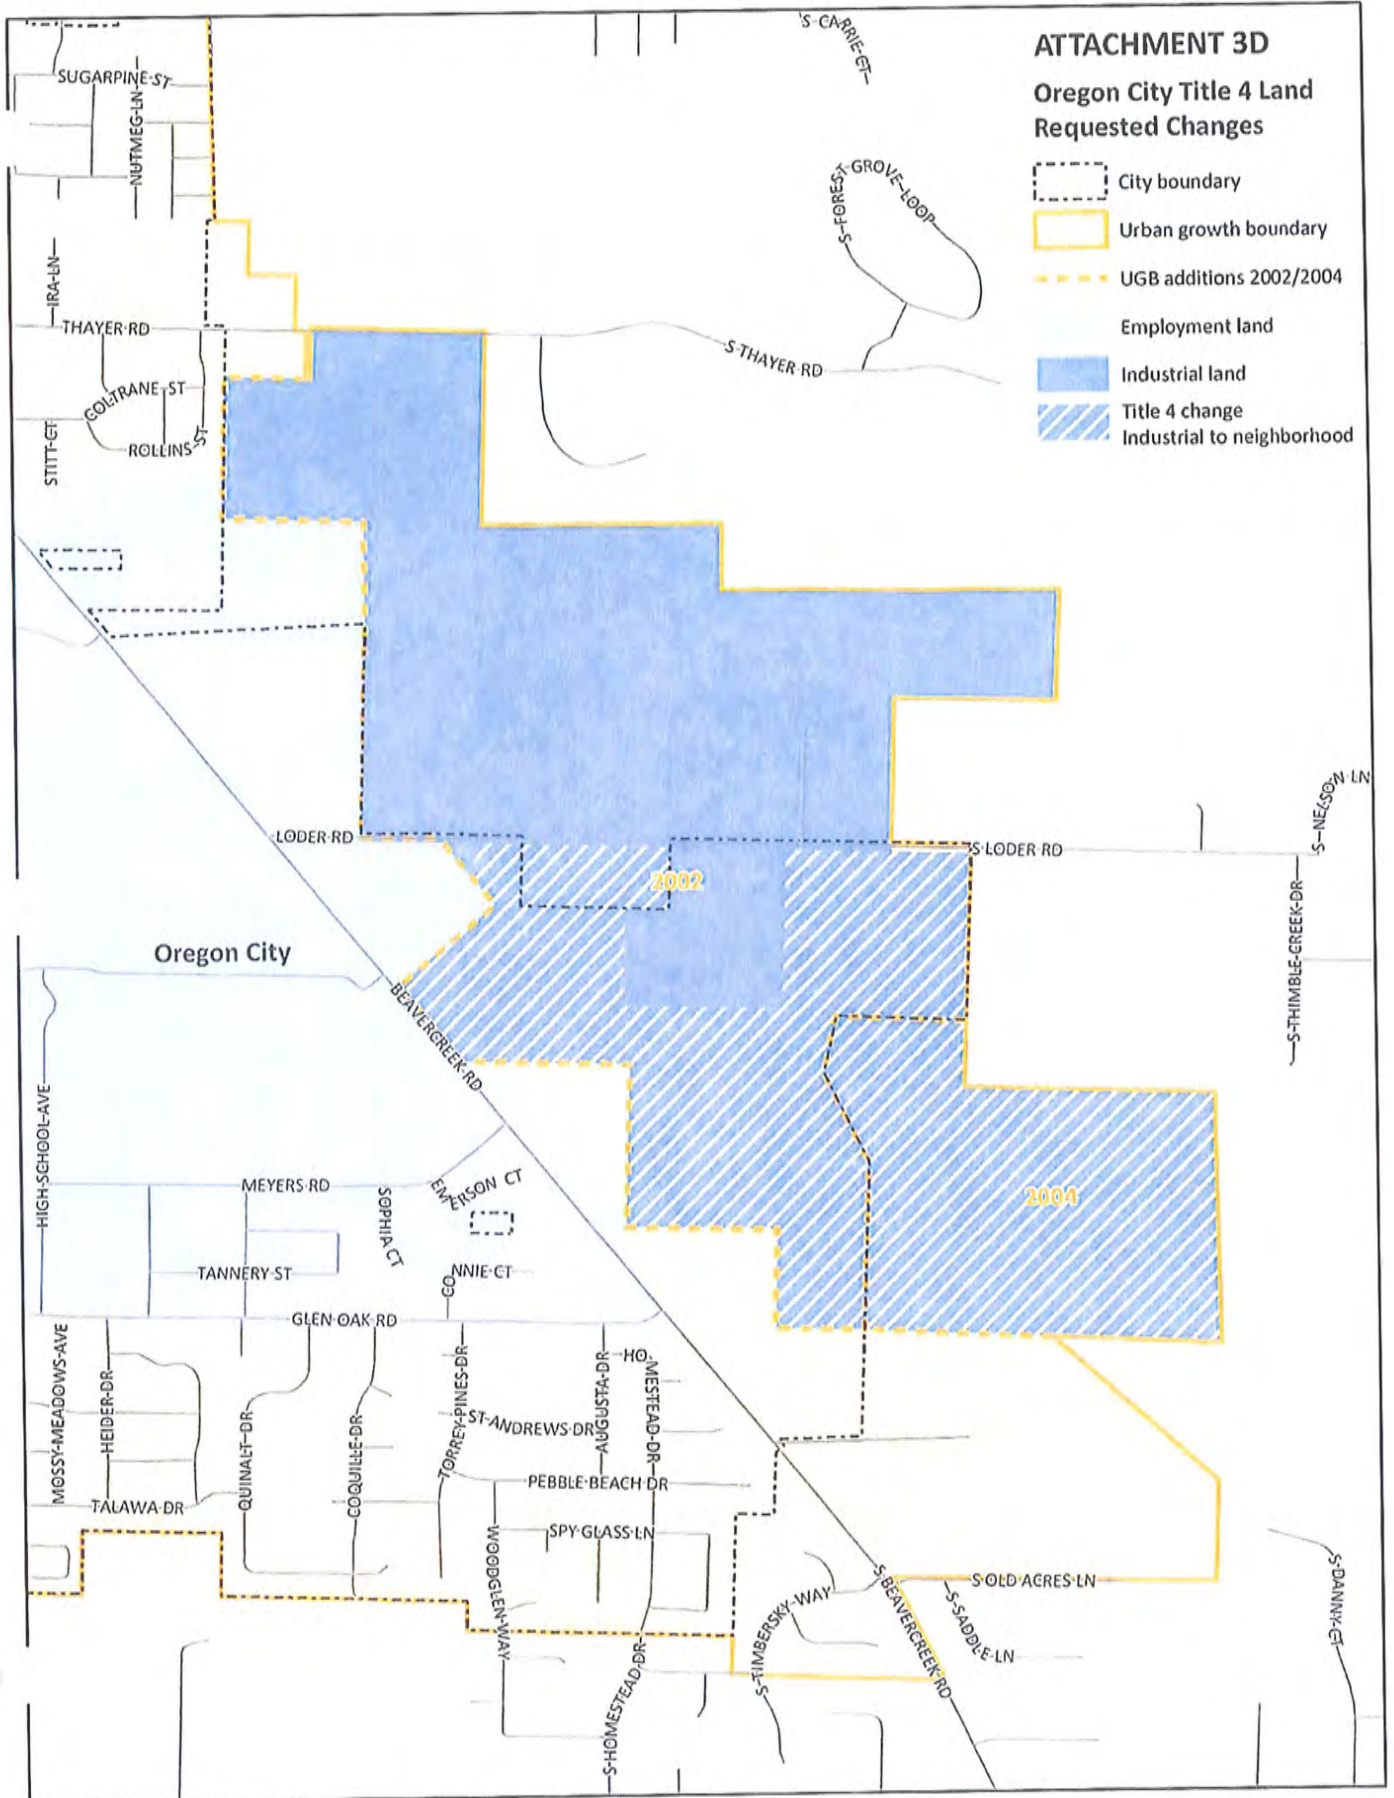 ATTACHMENT 3D
Oregon City Title 4 Land
Requested Changes
City boundary
Urban growth boundary
UGB additions 2002/2004
Employment land
Industrial land
Title 4 change
Industrial to neighborhood
S-CARRIE-CT
SUGARPINE-ST
NUTMEG-LN
S-FOREST-GROVE-LOOP
IRA-LN
THAYER RD
S-THAYER RD
COLTRANE-ST
ROLLINS-ST
STITT-CT
LODER RD
S LODER RD
S-NELSON LN
S-THIMBLE-CREEK-DR
2002
Oregon City
BEAVERCREEK-RD
HIGH-SCHOOL-AVE
MEYERS RD
SOPHIA CT
EMERSON CT
2004
TANNERY-ST
CONNIE-CT
GLEN-OAK-RD
MOSSY-MEADOWS-AVE
HEIDER-DR
QUINALT-DR
COQUILLE-DR
TORREY-PINES-DR
ST-ANDREWS-DR
AUGUSTA-DR
HOMESTEAD-DR
PEBBLE-BEACH DR
TALAWA-DR
SPY-GLASS-LN
WOODGLEN-WAY
S-HOMESTEAD-DR
S-TIMBERSKY-WAY
S-BEAVERCREEK-RD
S OLD ACRES-LN
S-SADDLE-LN
S-DANNY-CT